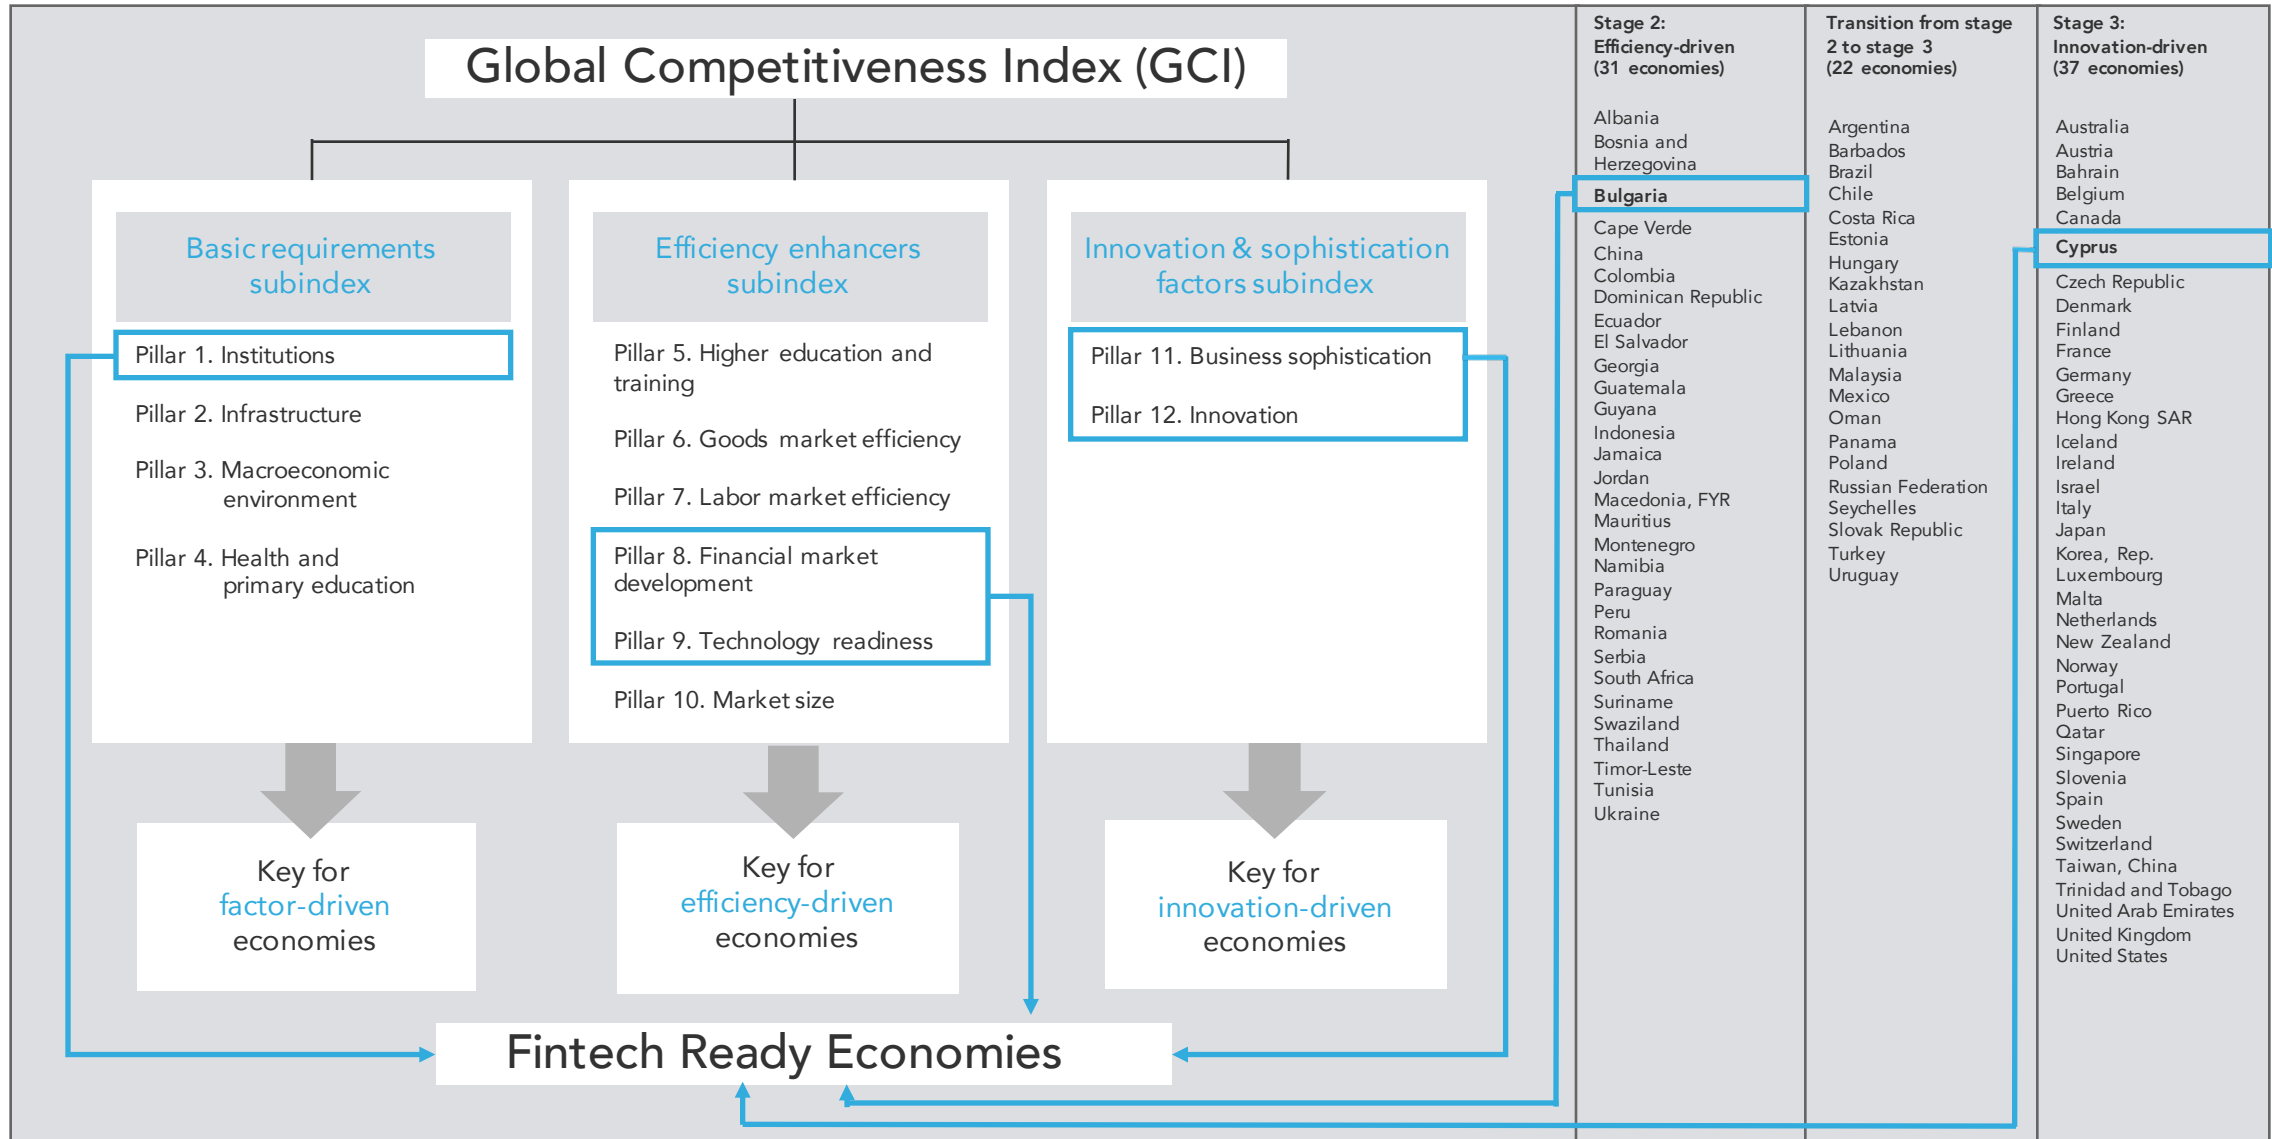 Global Competitiveness Index (GCI)
Basic requirements
subindex
Pillar 1. Institutions
Pillar 2. Infrastructure
Pillar 3. Macroeconomic
environment
Pillar 4. Health and
primary education
Key for
factor-driven
economies
Efficiency enhancers
subindex
Pillar 5. Higher education and
training
Pillar 6. Goods market efficiency
Pillar 7. Labor market efficiency
Pillar 8. Financial market
development
Pillar 9. Technology readiness
Pillar 10. Market size
Key for
efficiency-driven
economies
Innovation & sophistication
factors subindex
Pillar 11. Business sophistication
Pillar 12. Innovation
Key for
innovation-driven
economies
Fintech Ready Economies
Stage 2:
Efficiency-driven
(31 economies)
Albania
Bosnia and
Herzegovina
Bulgaria
Cape Verde
China
Colombia
Dominican Republic
Ecuador
El Salvador
Georgia
Guatemala
Guyana
Indonesia
Jamaica
Jordan
Macedonia, FYR
Mauritius
Montenegro
Namibia
Paraguay
Peru
Romania
Serbia
South Africa
Suriname
Swaziland
Thailand
Timor-Leste
Tunisia
Ukraine
Transition from stage
2 to stage 3
(22 economies)
Argentina
Barbados
Brazil
Chile
Costa Rica
Estonia
Hungary
Kazakhstan
Latvia
Lebanon
Lithuania
Malaysia
Mexico
Oman
Panama
Poland
Russian Federation
Seychelles
Slovak Republic
Turkey
Uruguay
Stage 3:
Innovation-driven
(37 economies)
Australia
Austria
Bahrain
Belgium
Canada
Cyprus
Czech Republic
Denmark
Finland
France
Germany
Greece
Hong Kong SAR
Iceland
Ireland
Israel
Italy
Japan
Korea, Rep.
Luxembourg
Malta
Netherlands
New Zealand
Norway
Portugal
Puerto Rico
Qatar
Singapore
Slovenia
Spain
Sweden
Switzerland
Taiwan, China
Trinidad and Tobago
United Arab Emirates
United Kingdom
United States